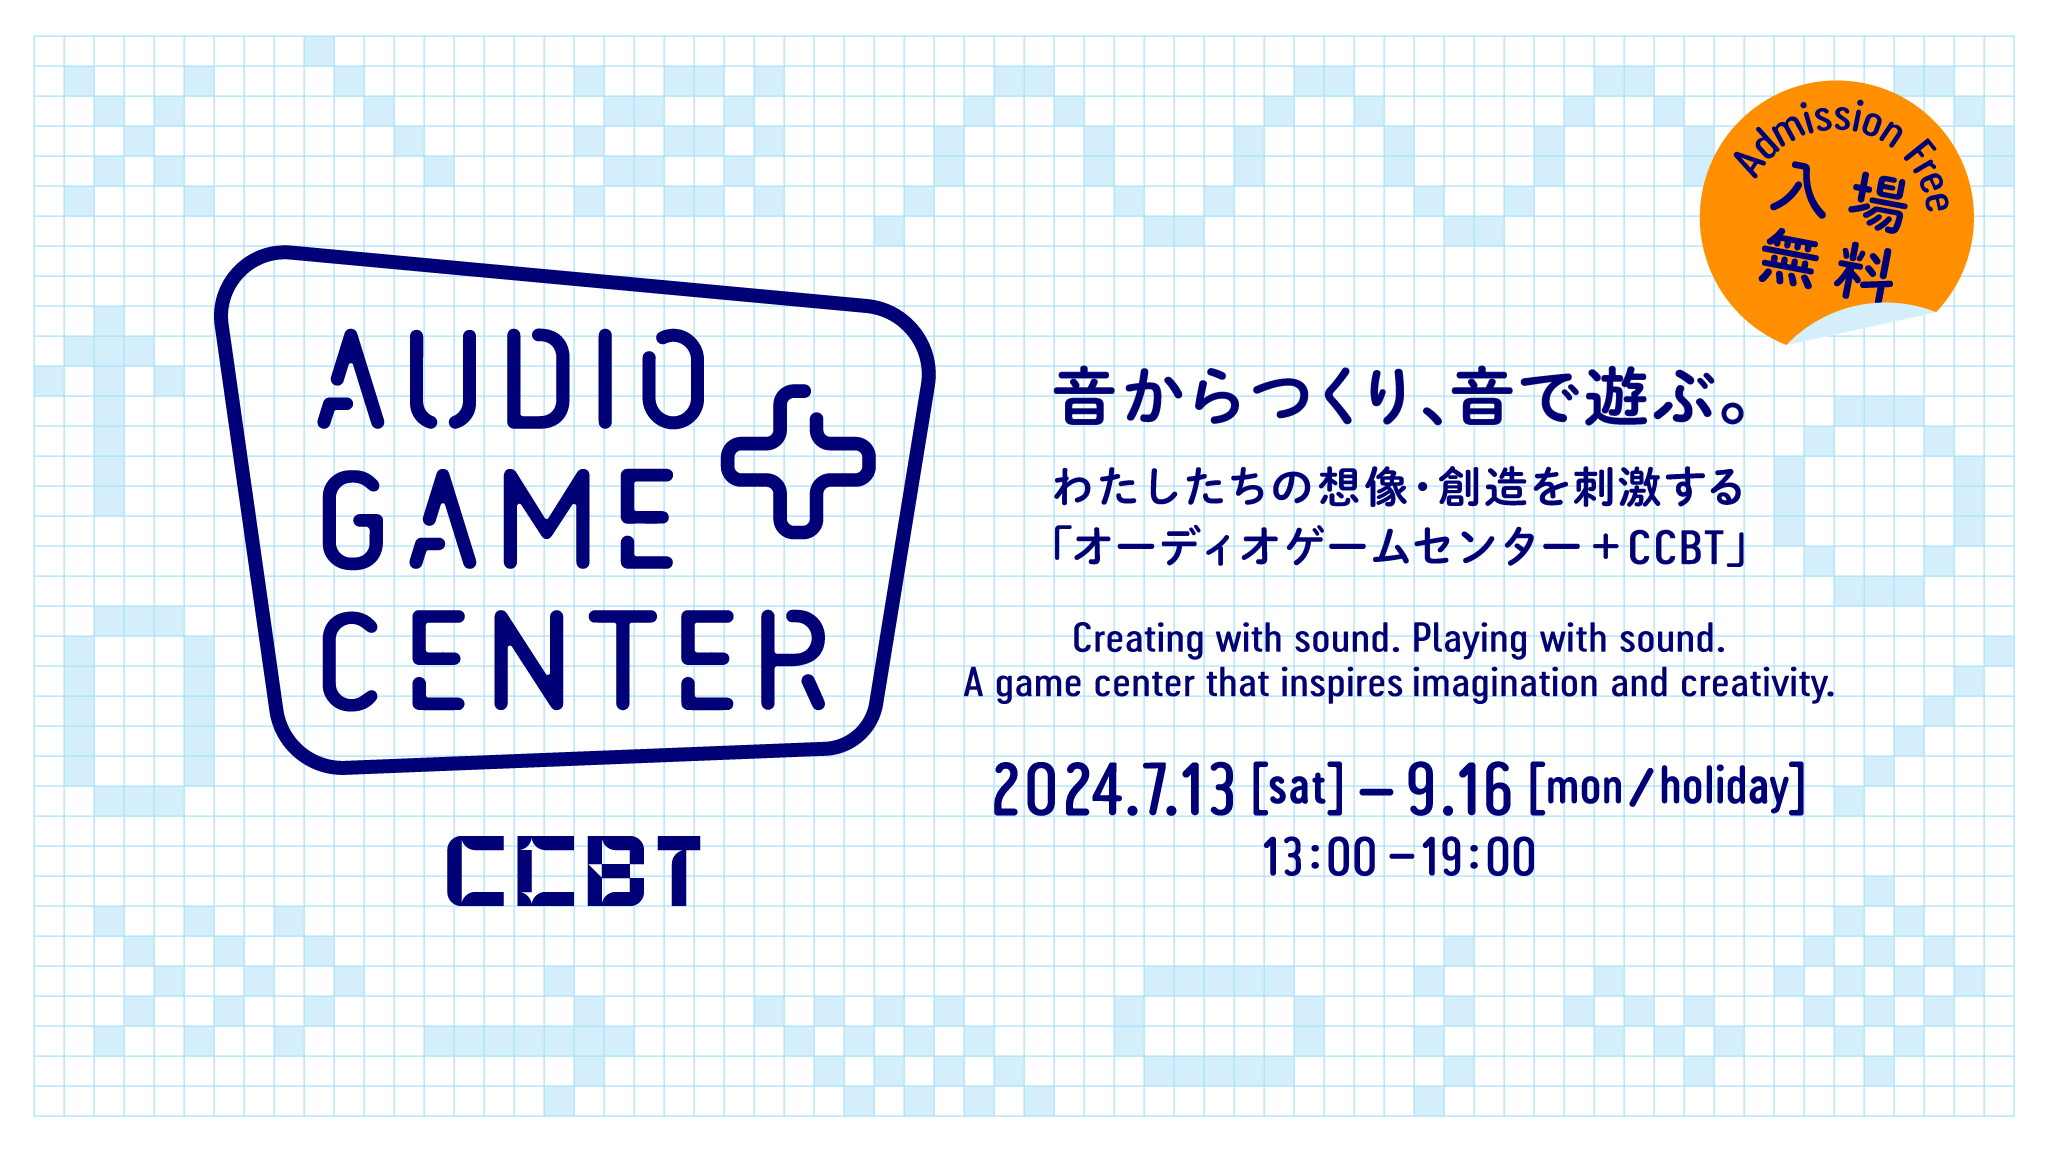 AUDIO
GAME
CENTER
+
CCBT
Admission Free
入場
無料
音からつくり、音で遊ぶ。
わたしたちの想像・創造を刺激する
「オーディオゲームセンター+CCBT」
Creating with sound. Playing with sound.
A game center that inspires imagination and creativity.
2024.7.13 [sat] – 9.16 [mon/holiday]
13:00 – 19:00